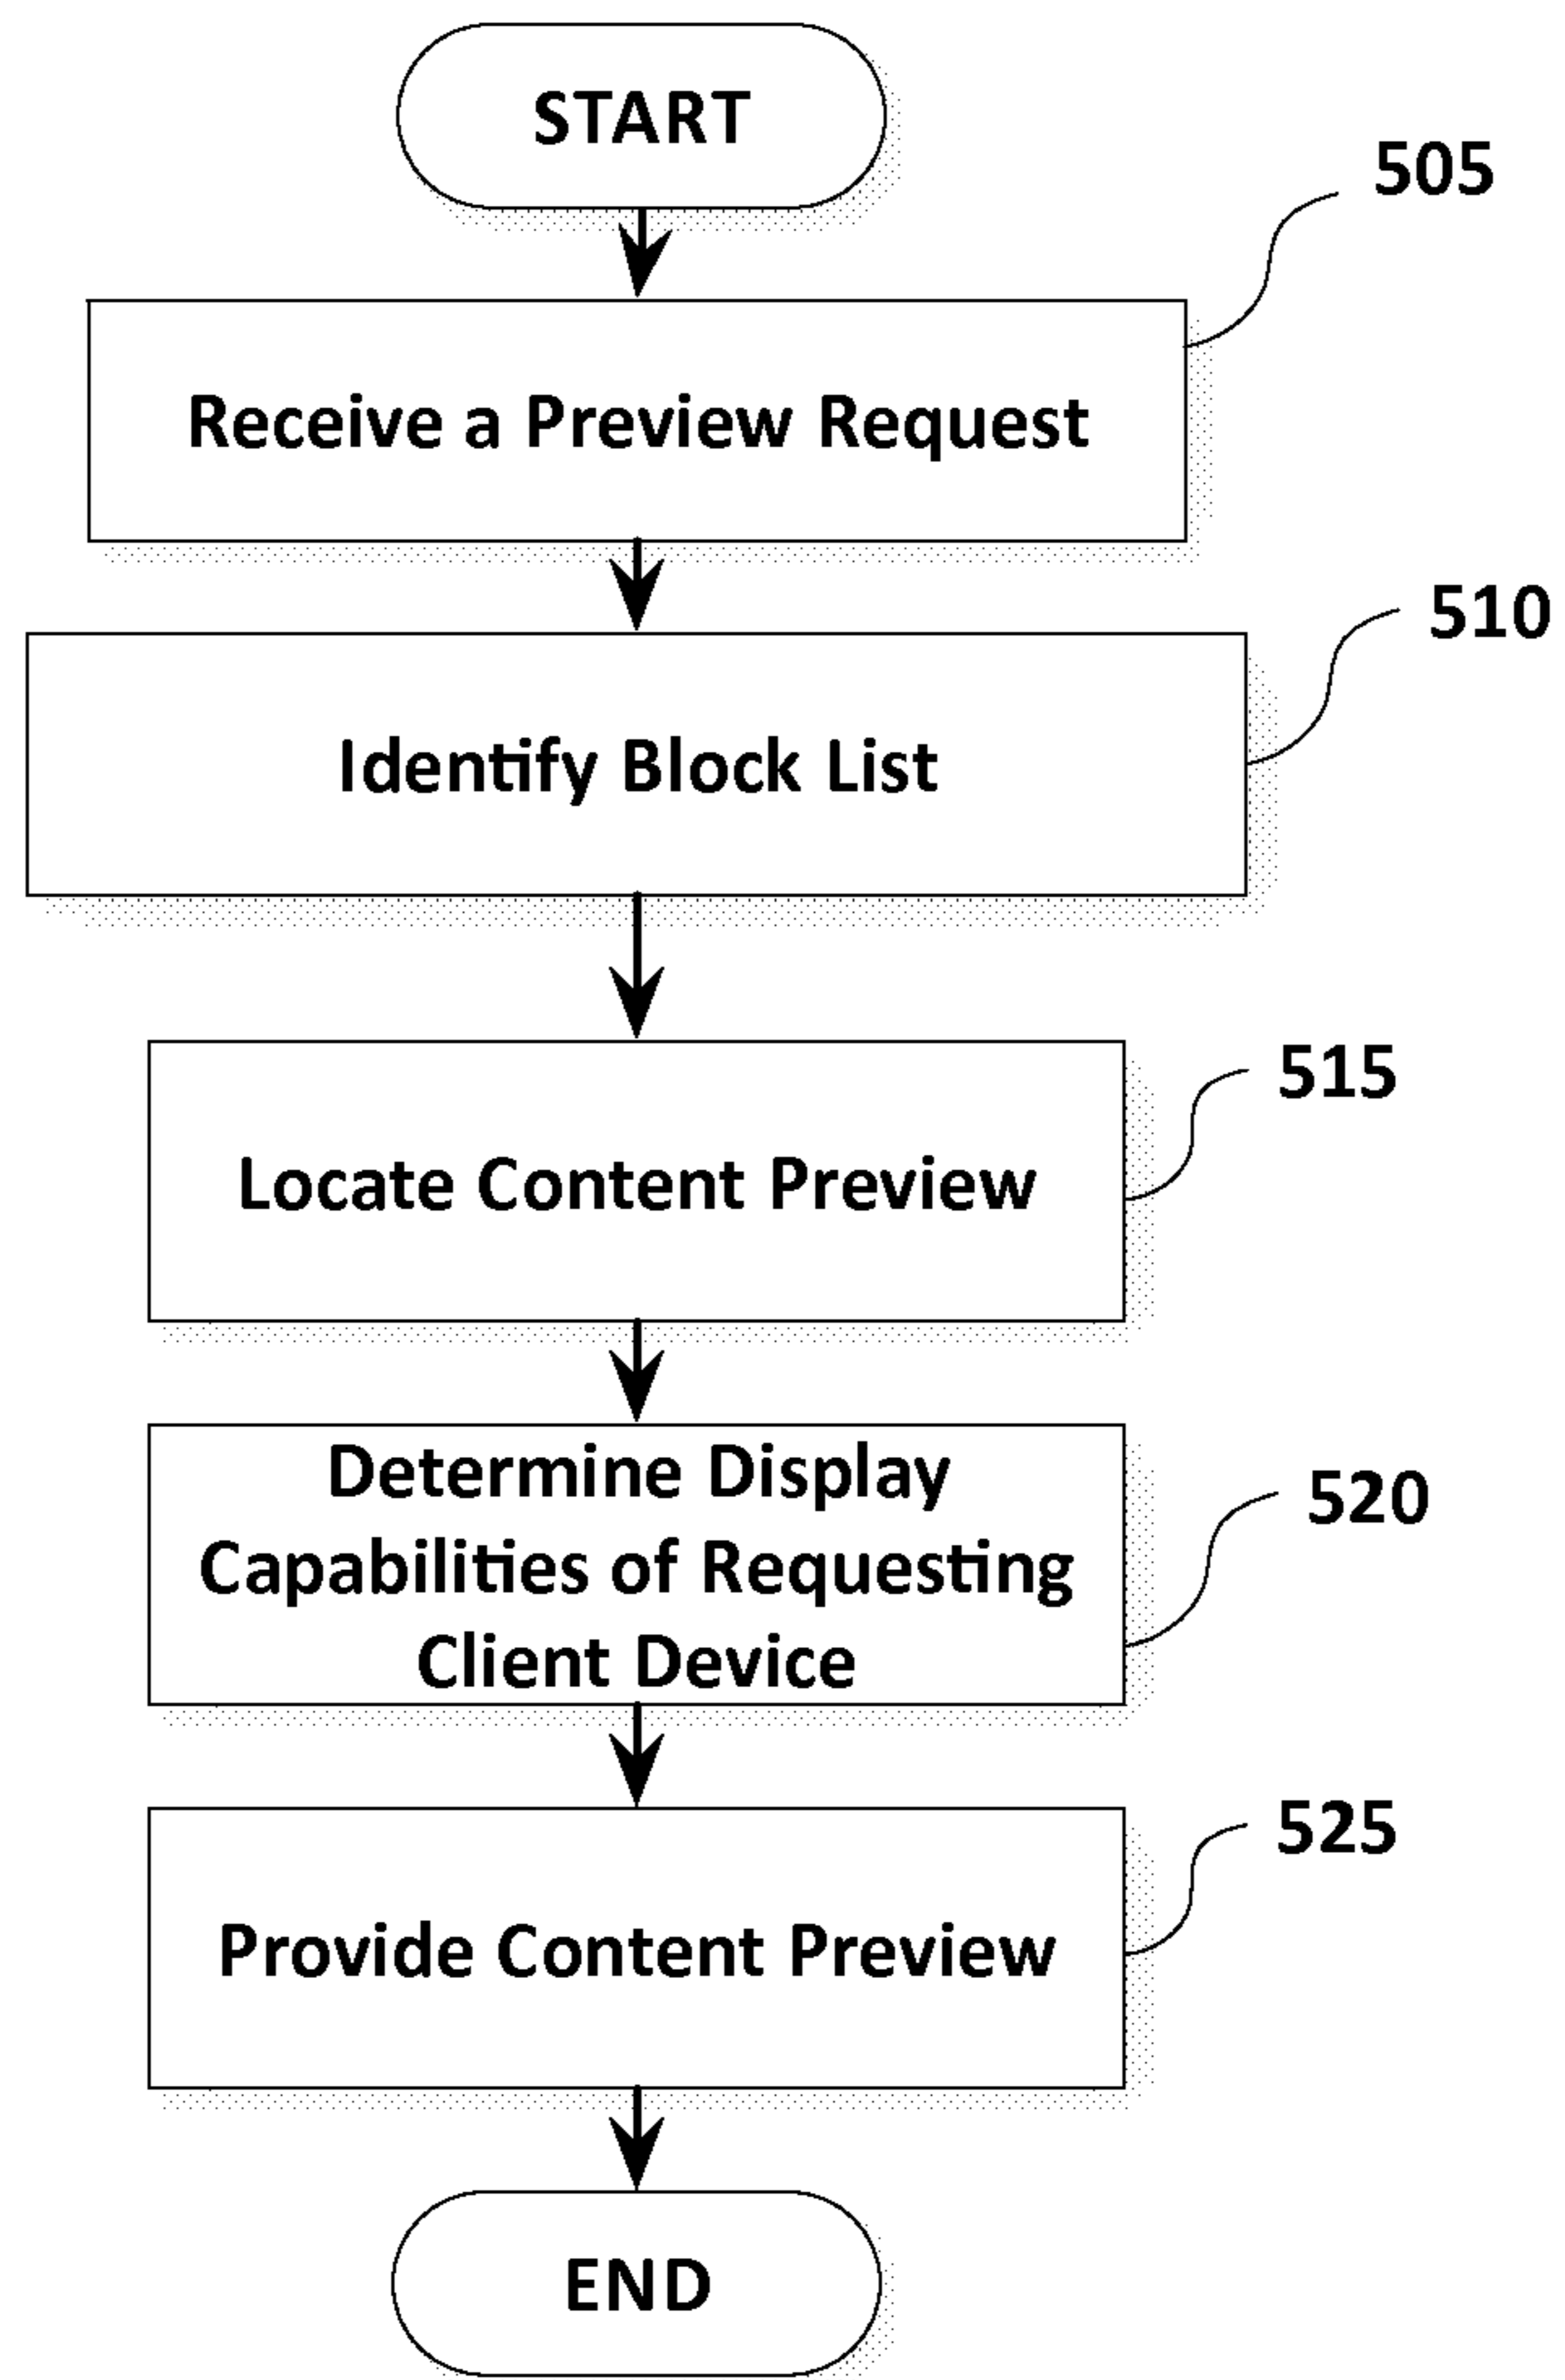 START
505
Receive a Preview Request
510
Identify Block List
515
Locate Content Preview
520
Determine Display
Capabilities of Requesting
Client Device
525
Provide Content Preview
END